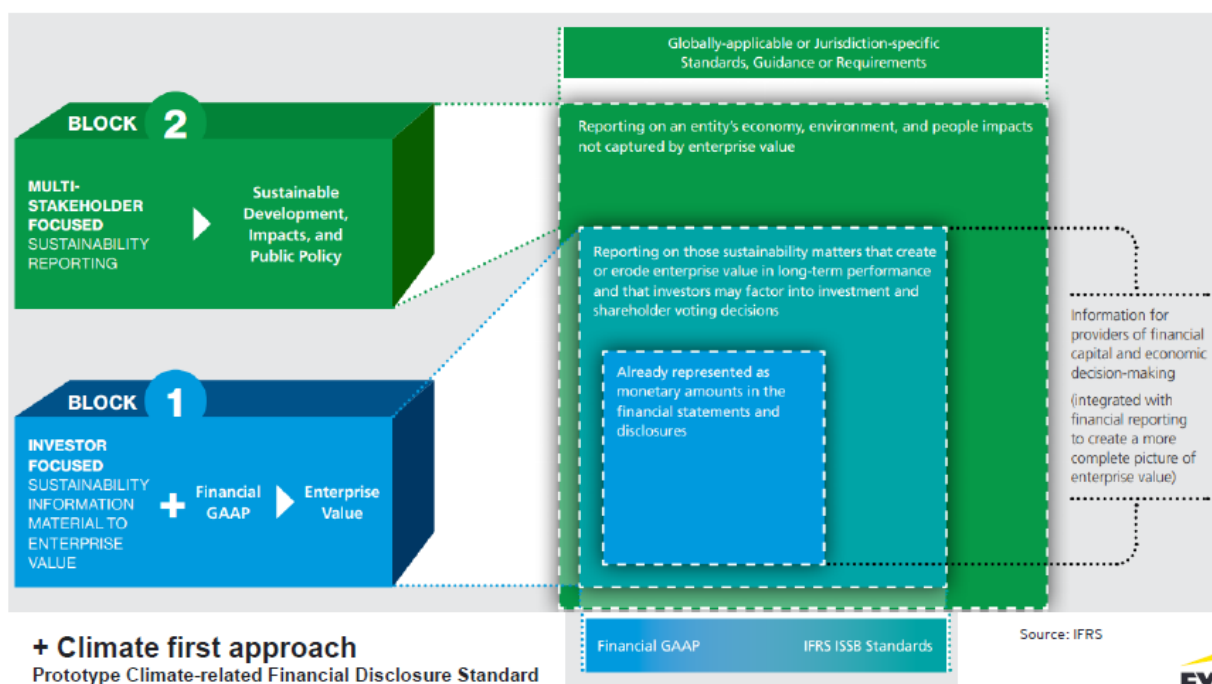 Globally-applicable or Jurisdiction-specific
Standards, Guidance or Requirements
BLOCK 2
MULTI-
STAKEHOLDER
FOCUSED
SUSTAINABILITY
REPORTING
Sustainable
Development,
Impacts, and
Public Policy
Reporting on an entity's economy, environment, and people impacts
not captured by enterprise value
Reporting on those sustainability matters that create
or erode enterprise value in long-term performance
and that investors may factor into investment and
shareholder voting decisions
Already represented as
monetary amounts in the
financial statements and
disclosures
Information for
providers of financial
capital and economic
decision-making
(integrated with
financial reporting
to create a more
complete picture of
enterprise value)
BLOCK 1
INVESTOR
FOCUSED
SUSTAINABILITY
INFORMATION
MATERIAL TO
ENTERPRISE
VALUE
+
Financial
GAAP
Enterprise
Value
Financial GAAP
IFRS ISSB Standards
Source: IFRS
+ Climate first approach
Prototype Climate-related Financial Disclosure Standard
EY